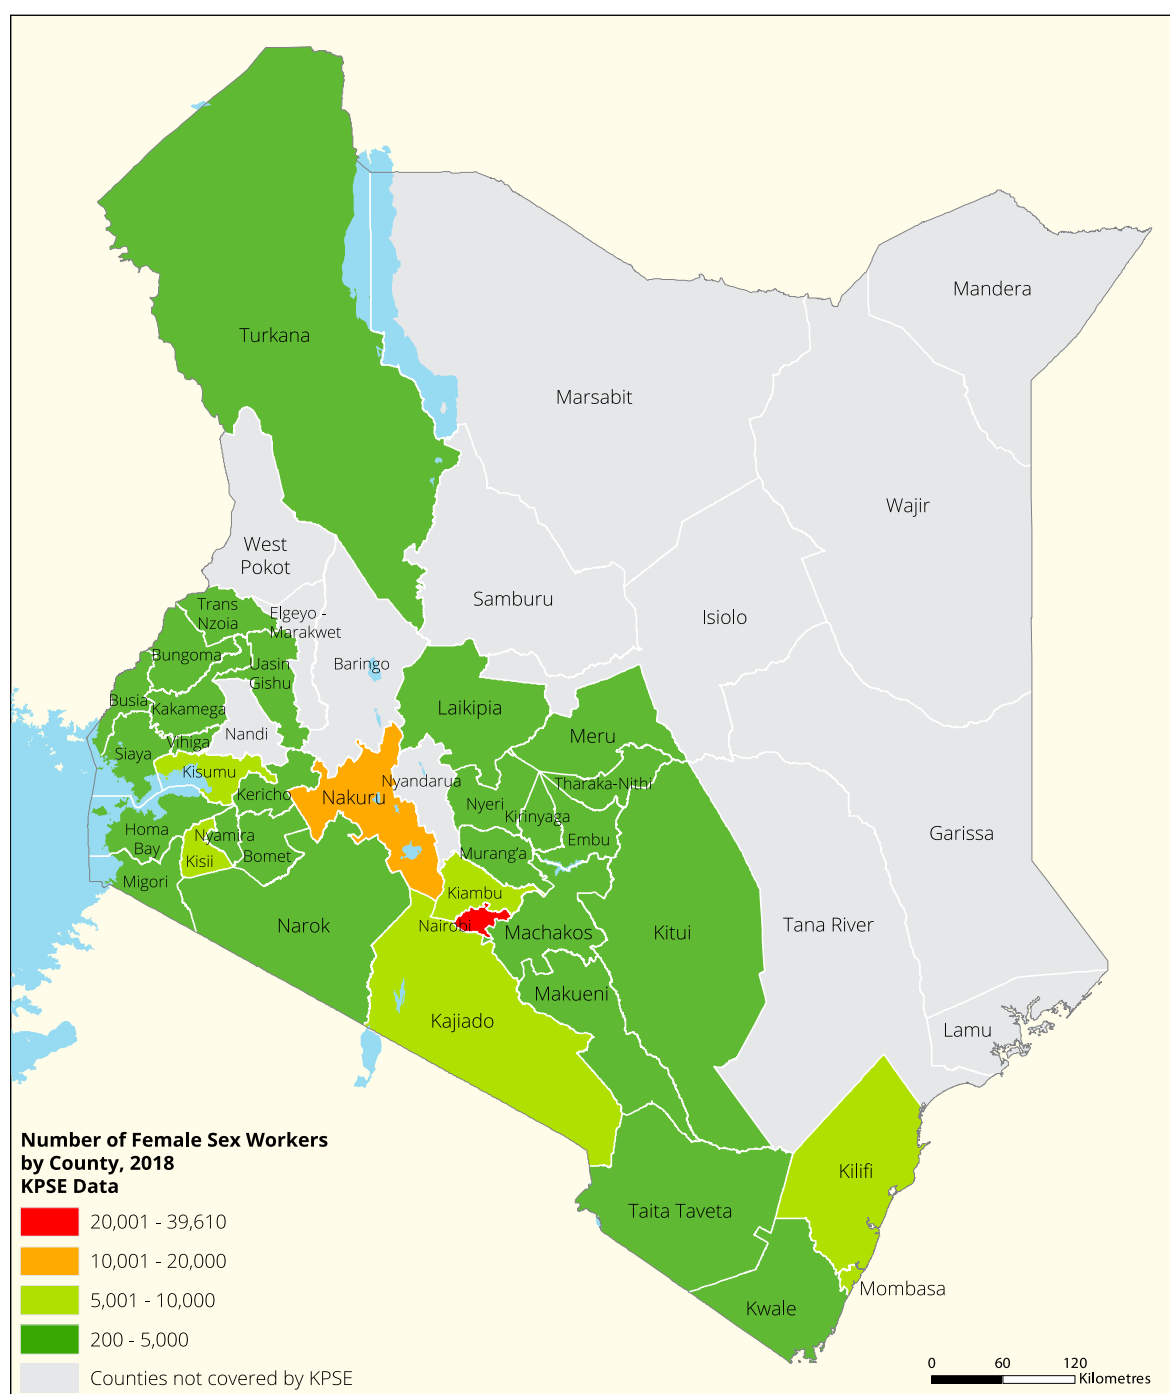 Mandera
Turkana
Marsabit
Wajir
West
Pokot
Samburu
Isiolo
Trans
Nzoia
Elgeyo -
Marakwet
Bungoma
Uasin
Gishu
Baringo
Busia
Kakamega
Laikipia
Nandi
Meru
Vihiga
Siaya
Kisumu
Nyandarua
Tharaka-Nithi
Kericho
Nakuru
Nyeri
Kirinyaga
Garissa
Homa
Bay
Nyamira
Embu
Kisii
Bomet
Murang'a
Migori
Kiambu
Narok
Nairobi
Machakos
Kitui
Tana River
Makueni
Kajiado
Lamu
Kilifi
Taita Taveta
Mombasa
Kwale
Number of Female Sex Workers
by County, 2018
KPSE Data
20,001 - 39,610
10,001 - 20,000
5,001 - 10,000
200 - 5,000
Counties not covered by KPSE
0 60 120
Kilometres